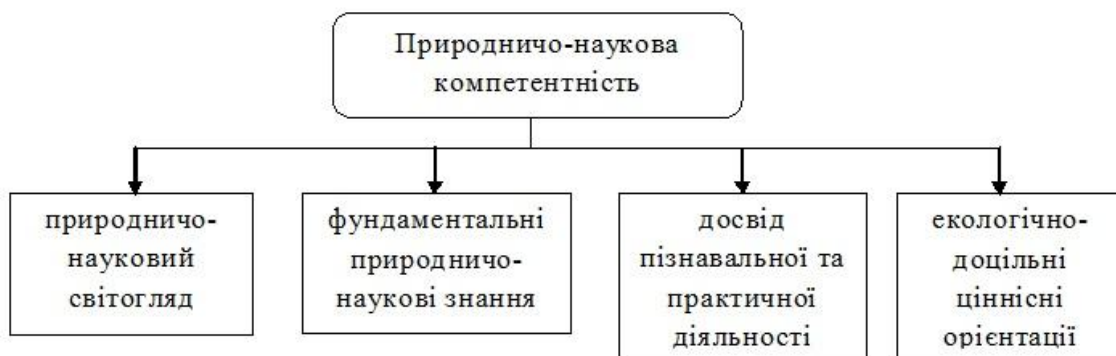 Природничо-наукова
компетентність
природничо-
науковий
світогляд
фундаментальні
природничо-
наукові знання
досвід
пізнавальної та
практичної
діяльності
екологічно-
доцільні
ціннісні
орієнтації